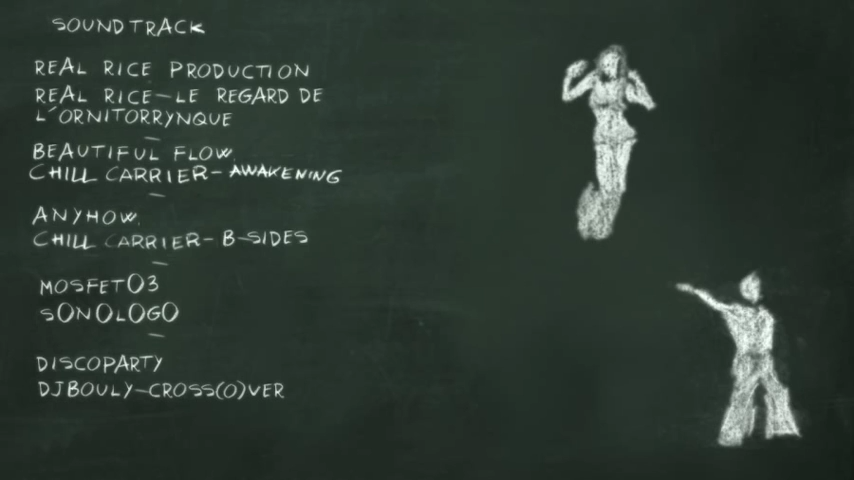 SOUNDTRACK
REAL RICE PRODUCTION
REAL RICE-LE REGARD DE
L'ORNITORRYNQUE
BEAUTIFUL FLOW.
CHILL CARRIER-AWAKENING
ANYHOW.
CHILL CARRIER-B-SIDES
MOSFET03
SONOLOGO
DISCOPARTY
DJBOULY-CROSS(O)VER